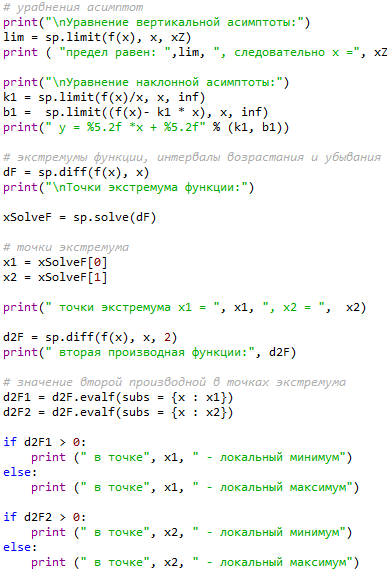 # уравнения асимптот
print("\nУравнение вертикальной асимптоты:")
lim = sp.limit(f(x), x, xZ)
print ( "предел равен: ",lim, ", следовательно x =", xZ

print("\nУравнение наклонной асимптоты:")
k1 = sp.limit(f(x)/x, x, inf)
b1 =  sp.limit((f(x)- k1 * x), x, inf)
print(" y = %5.2f *x + %5.2f" % (k1, b1))

# экстремумы функции, интервалы возрастания и убывания
dF = sp.diff(f(x), x)
print("\nТочки экстремума функции:")

xSolveF = sp.solve(dF)

# точки экстремума
x1 = xSolveF[0]
x2 = xSolveF[1]

print(" точки экстремума x1 = ", x1, ", x2 = ",  x2)

d2F = sp.diff(f(x), x, 2)
print(" вторая производная функции:", d2F)

# значение второй производной в точках экстремума
d2F1 = d2F.evalf(subs = {x : x1})
d2F2 = d2F.evalf(subs = {x : x2})

if d2F1 > 0:
    print (" в точке", x1, " - локальный минимум")
else:
    print (" в точке", x1, " - локальный максимум")

if d2F2 > 0:
    print (" в точке", x2, " - локальный минимум")
else:
    print (" в точке", x2, " - локальный максимум")